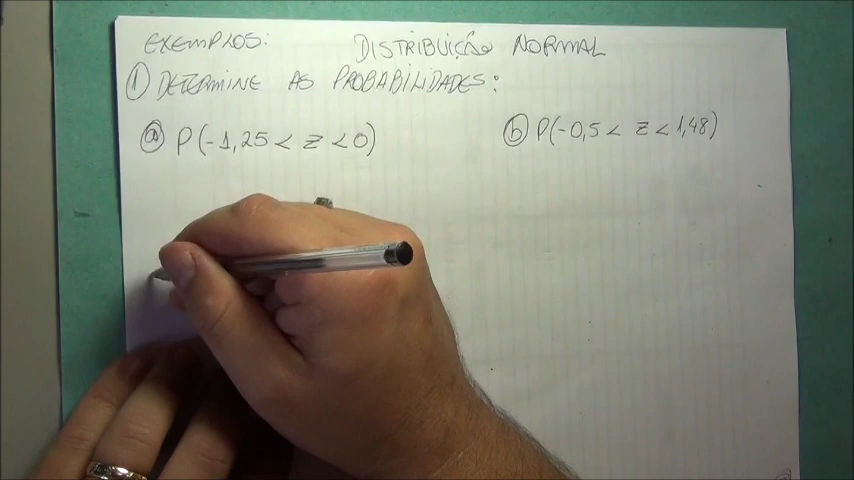 EXEMPLOS: DISTRIBUIÇÃO NORMAL
① DETERMINE AS PROBABILIDADES:
ⓐ P(-1,25 < Z < 0) ⓑ P(-0,5 < Z < 1,48)